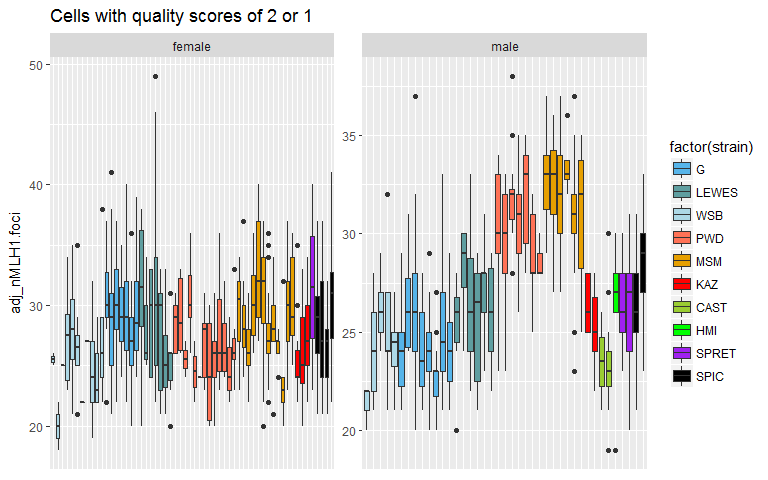 Cells with quality scores of 2 or 1
female
male
adj_nMLH1.foci
50
40
30
20
35
30
25
20
factor(strain)
G
LEWES
WSB
PWD
MSM
KAZ
CAST
HMI
SPRET
SPIC